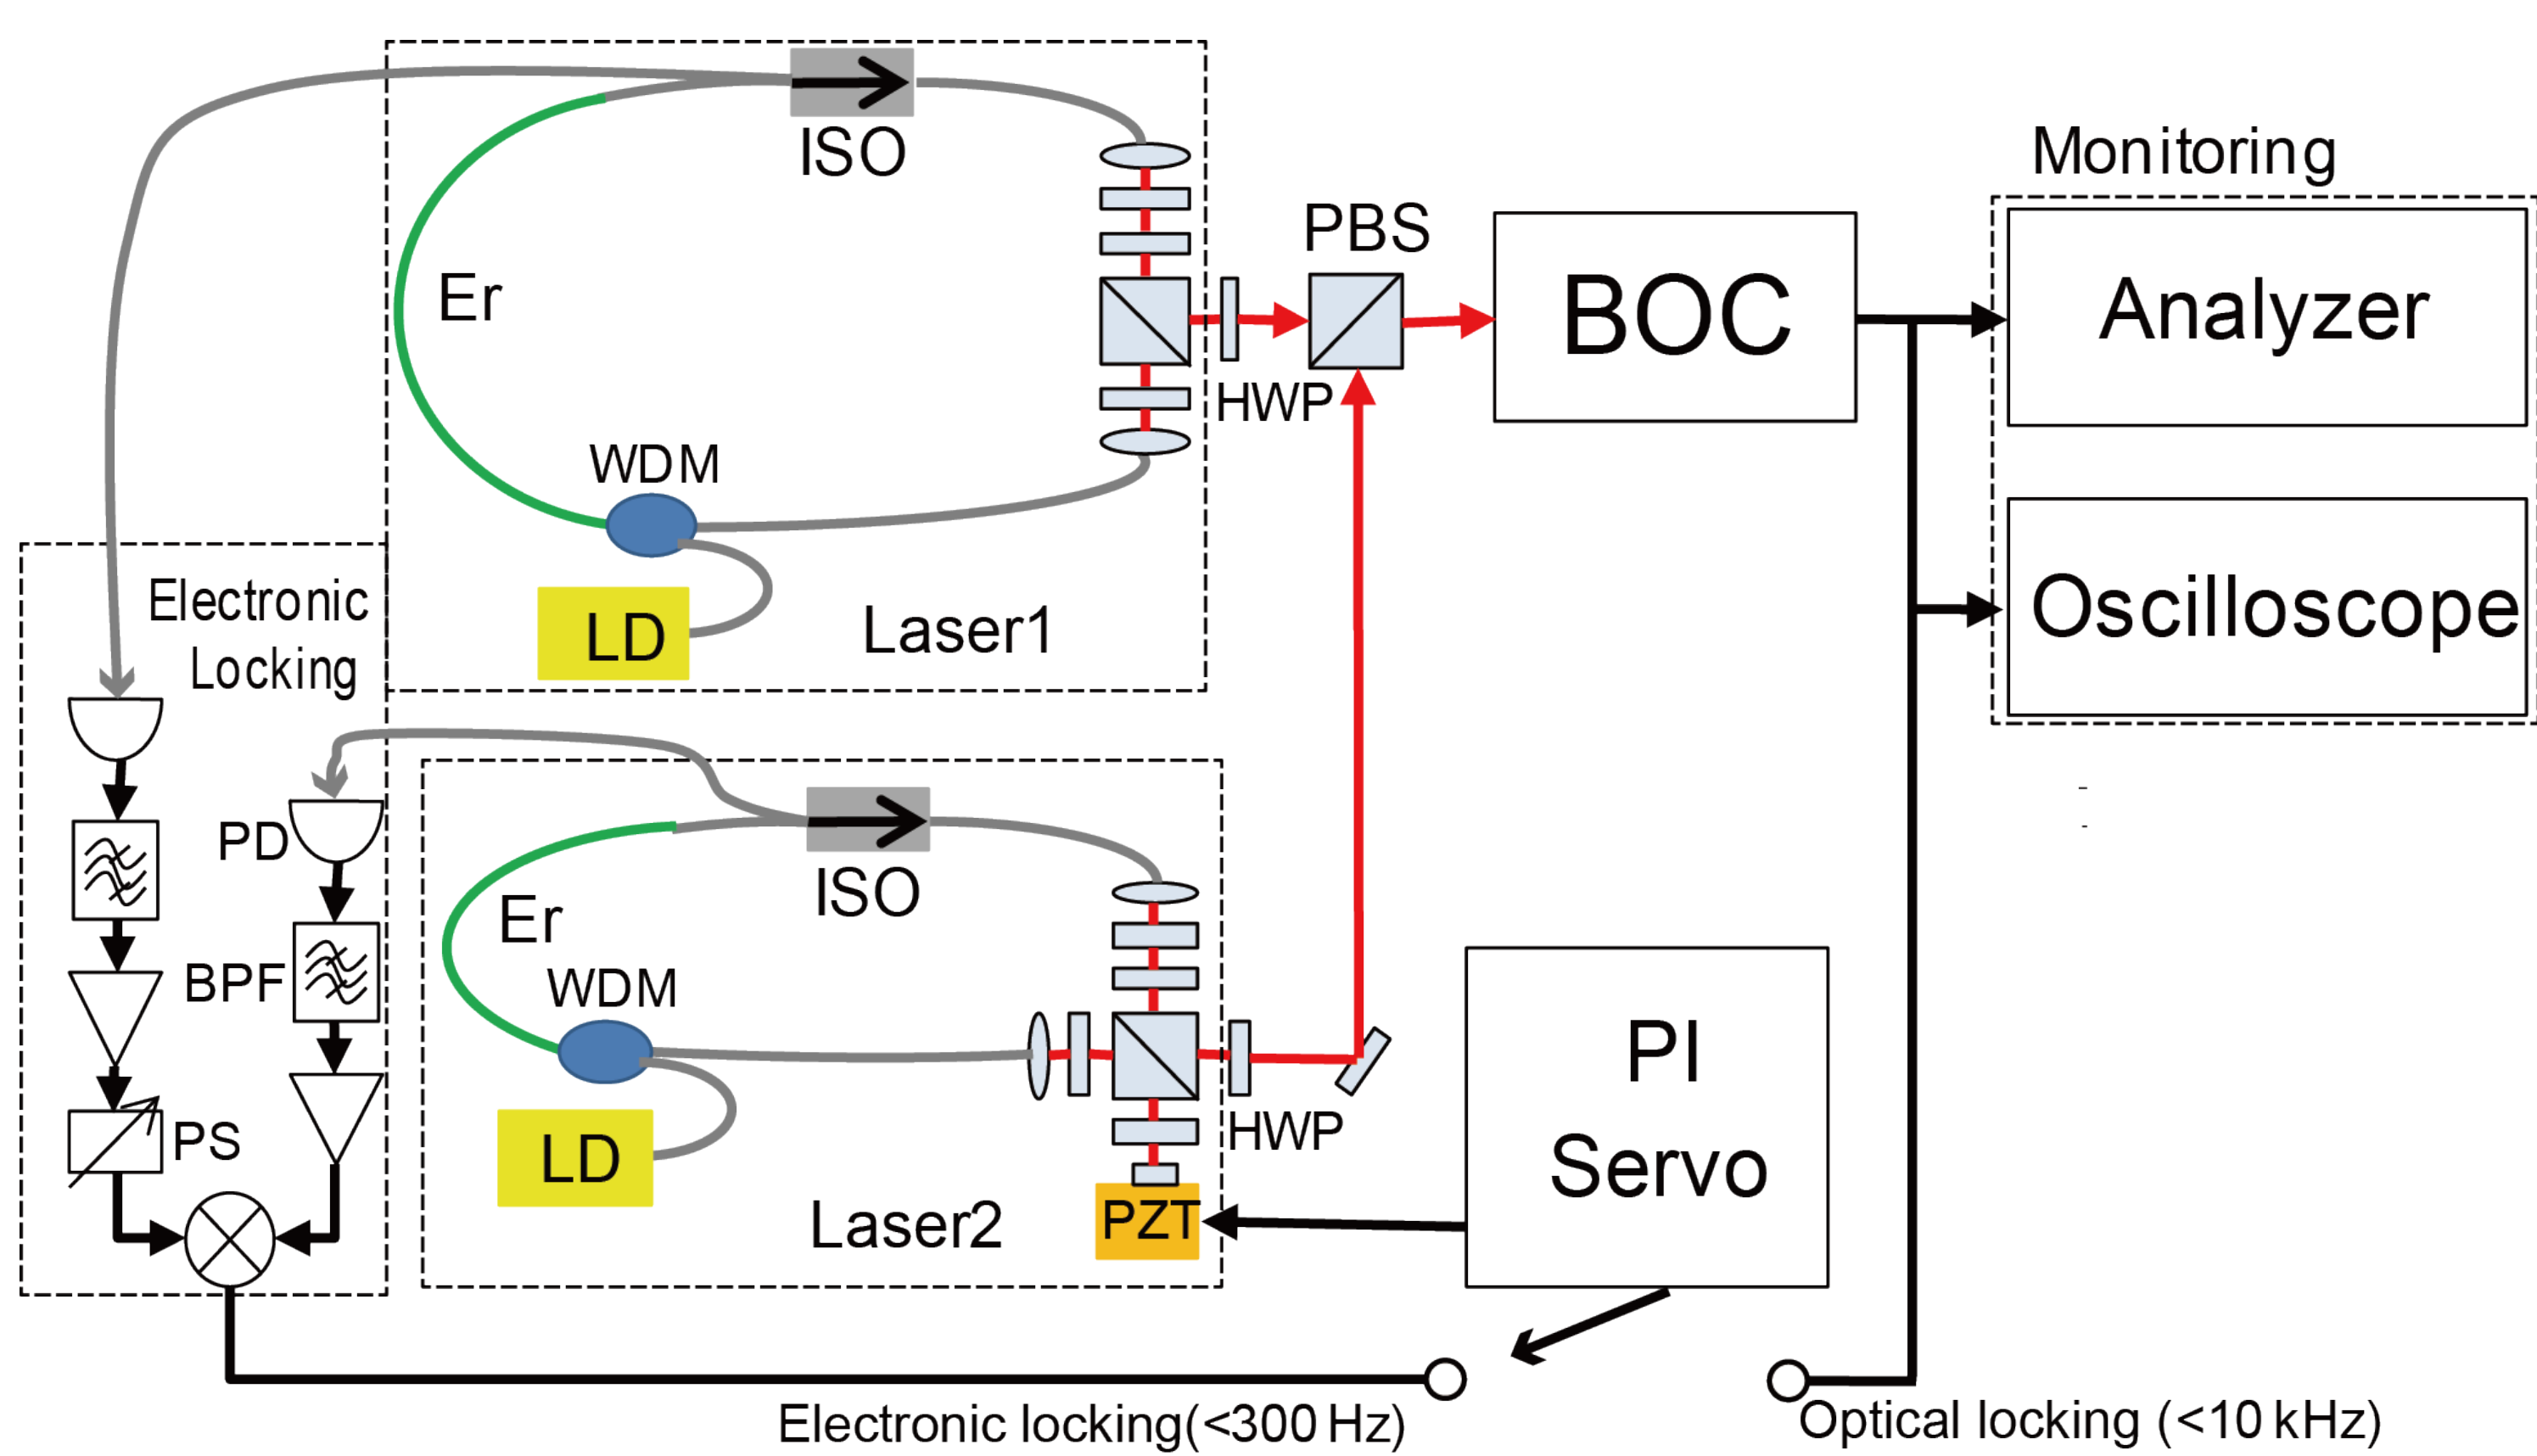 ISO
Er
WDM
LD
Laser1
HWP
PBS
BOC
Monitoring
Analyzer
Oscilloscope
Electronic
Locking
PD
BPF
PS
ISO
Er
WDM
LD
Laser2
HWP
PZT
PI
Servo
Electronic locking(<300 Hz)
Optical locking (<10 kHz)